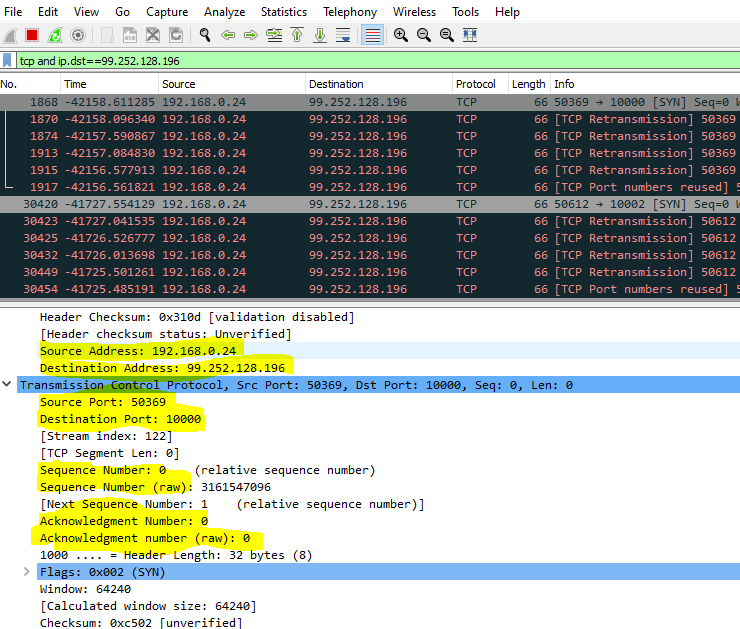 File Edit View Go Capture Analyze Statistics Telephony Wireless Tools Help
tcp and ip.dst==99.252.128.196
No. Time Source Destination Protocol Length Info
1868 -42158.611285 192.168.0.24 99.252.128.196 TCP 66 50369 → 10000 [SYN] Seq=0 W
1870 -42158.096340 192.168.0.24 99.252.128.196 TCP 66 [TCP Retransmission] 50369
1874 -42157.590867 192.168.0.24 99.252.128.196 TCP 66 [TCP Retransmission] 50369
1913 -42157.084830 192.168.0.24 99.252.128.196 TCP 66 [TCP Retransmission] 50369
1915 -42156.577913 192.168.0.24 99.252.128.196 TCP 66 [TCP Retransmission] 50369
1917 -42156.561821 192.168.0.24 99.252.128.196 TCP 66 [TCP Port numbers reused] 5
30420 -41727.554129 192.168.0.24 99.252.128.196 TCP 66 50612 → 10002 [SYN] Seq=0 W
30423 -41727.041535 192.168.0.24 99.252.128.196 TCP 66 [TCP Retransmission] 50612
30425 -41726.526777 192.168.0.24 99.252.128.196 TCP 66 [TCP Retransmission] 50612
30432 -41726.013698 192.168.0.24 99.252.128.196 TCP 66 [TCP Retransmission] 50612
30449 -41725.501261 192.168.0.24 99.252.128.196 TCP 66 [TCP Retransmission] 50612
30454 -41725.485191 192.168.0.24 99.252.128.196 TCP 66 [TCP Port numbers reused] 5
Header Checksum: 0x310d [validation disabled]
[Header checksum status: Unverified]
Source Address: 192.168.0.24
Destination Address: 99.252.128.196
Transmission Control Protocol, Src Port: 50369, Dst Port: 10000, Seq: 0, Len: 0
Source Port: 50369
Destination Port: 10000
[Stream index: 122]
[TCP Segment Len: 0]
Sequence Number: 0 (relative sequence number)
Sequence Number (raw): 3161547096
[Next Sequence Number: 1 (relative sequence number)]
Acknowledgment Number: 0
Acknowledgment number (raw): 0
1000 .... = Header Length: 32 bytes (8)
Flags: 0x002 (SYN)
Window: 64240
[Calculated window size: 64240]
Checksum: 0xc502 [unverified]